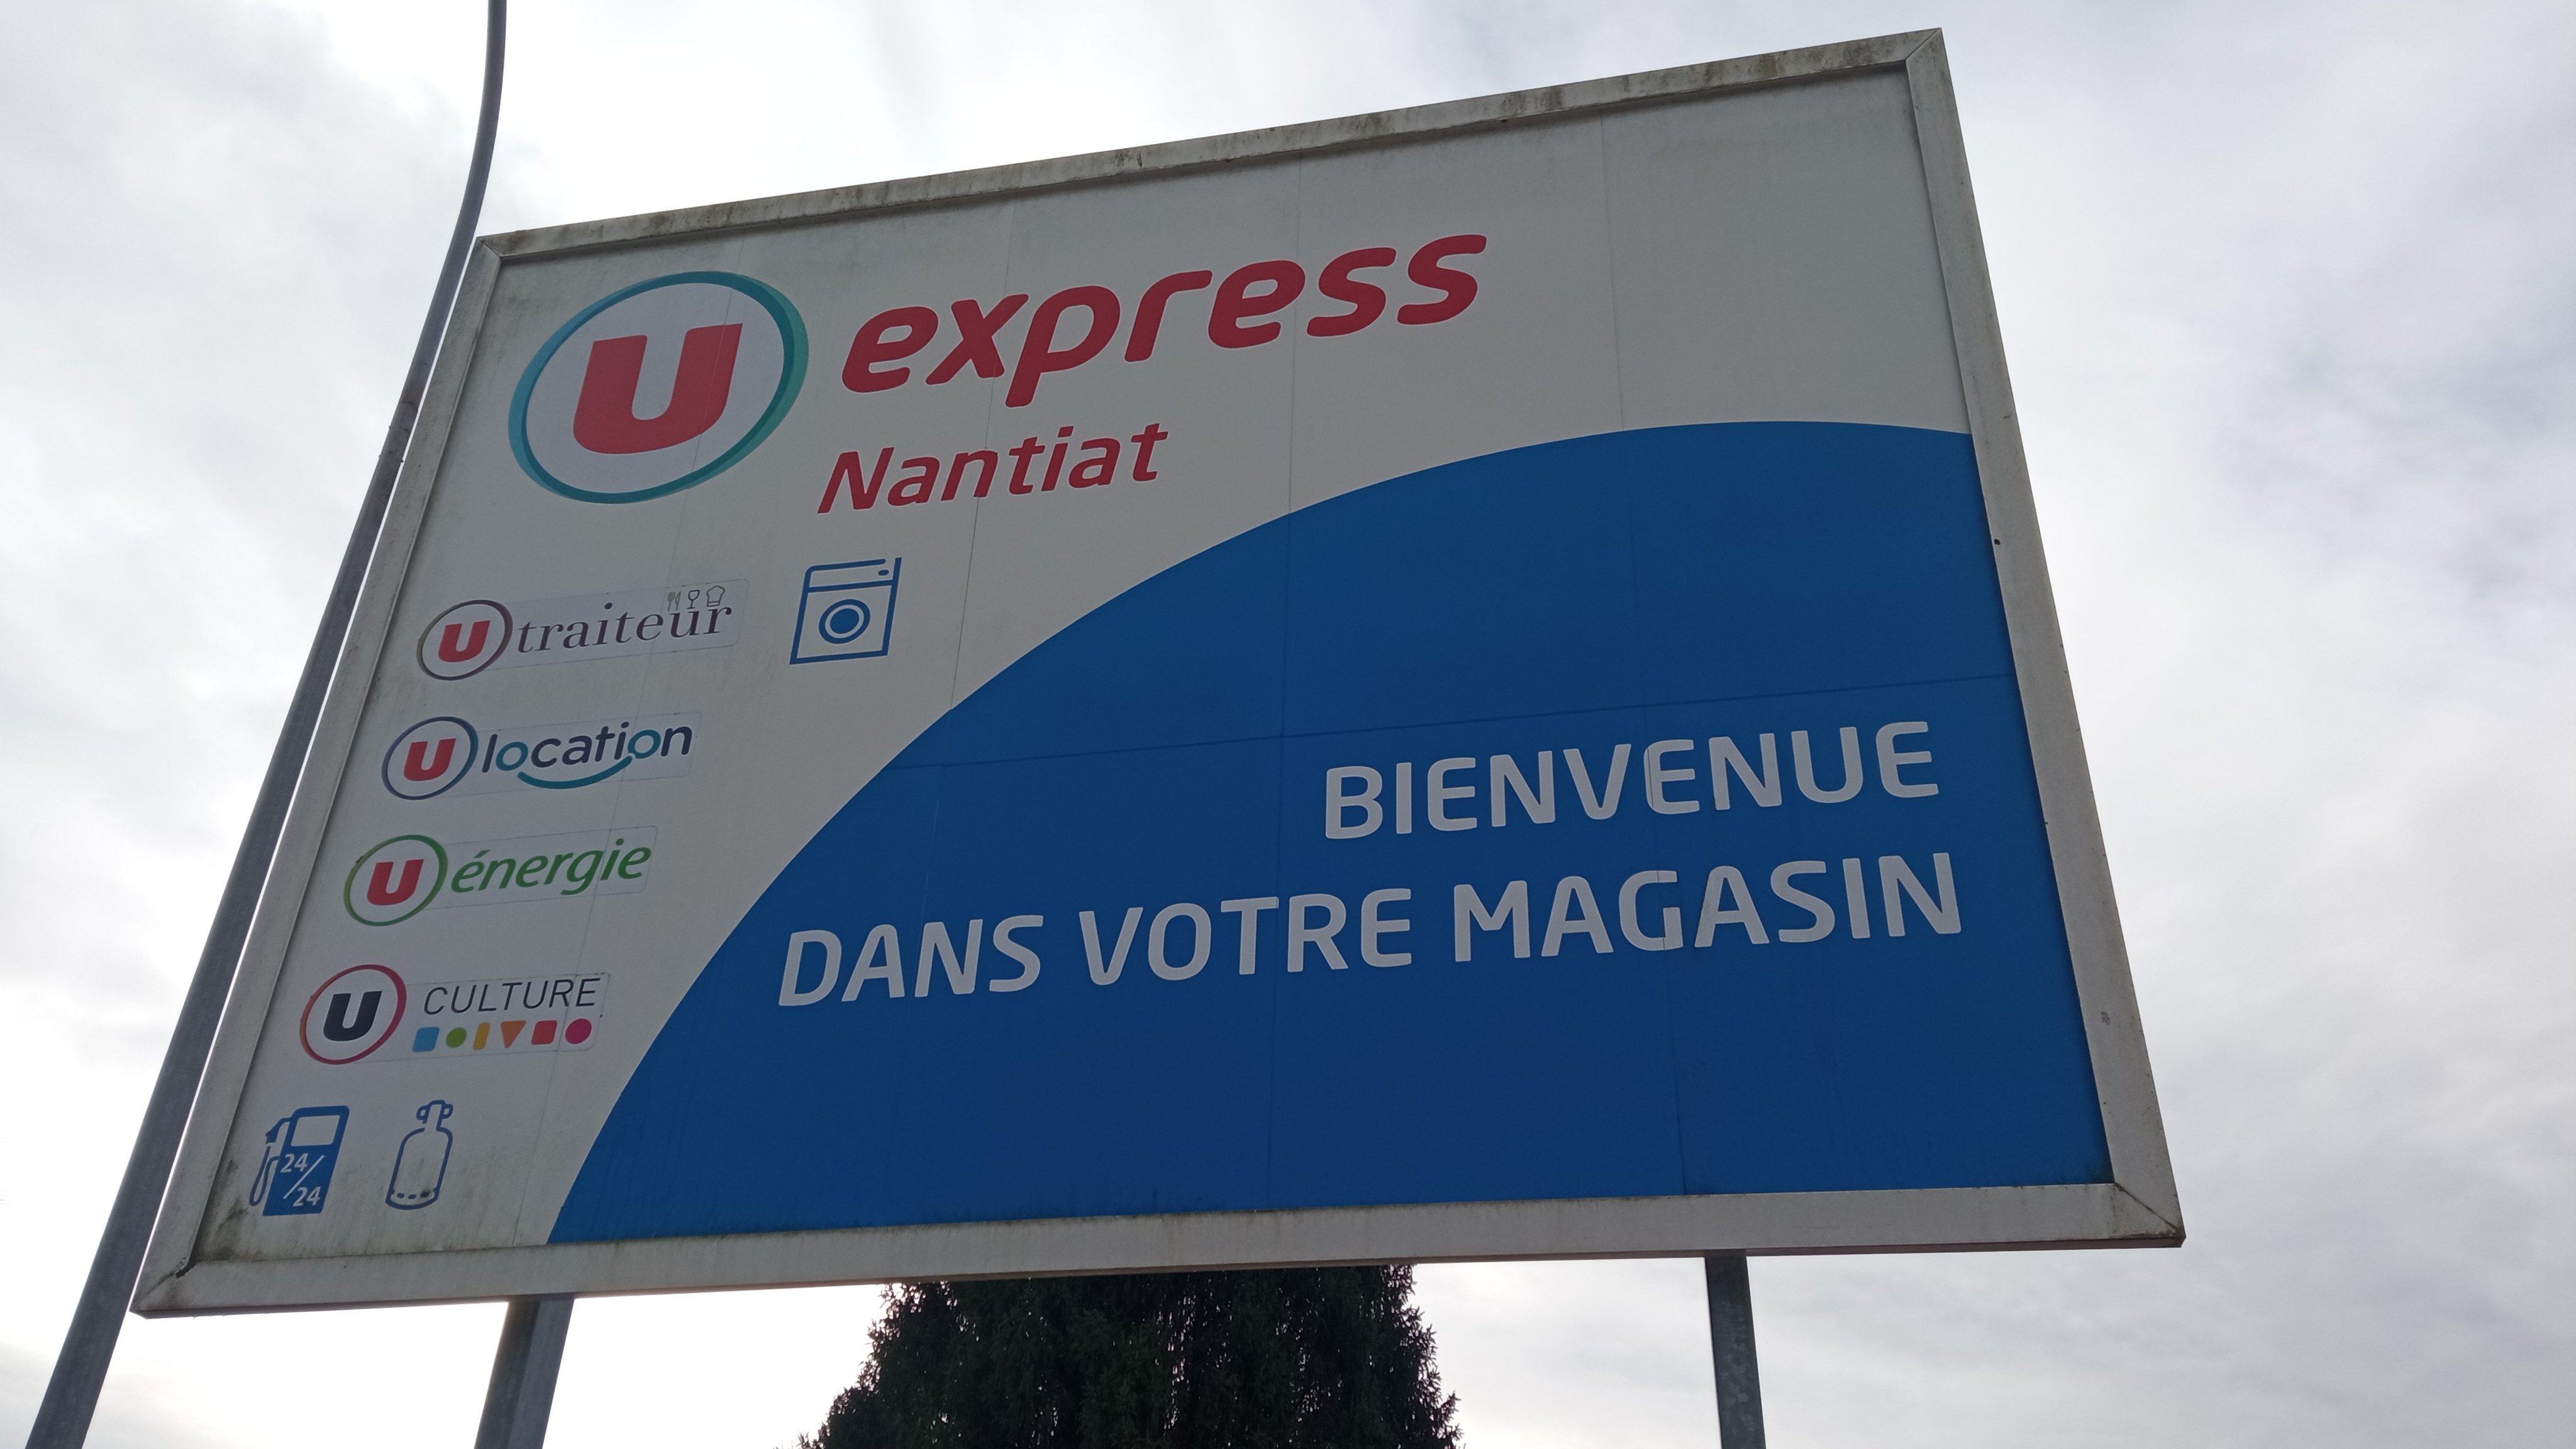 U express
Nantiat
U traiteur
U location
U énergie
U CULTURE
24/24
BIENVENUE
DANS VOTRE MAGASIN